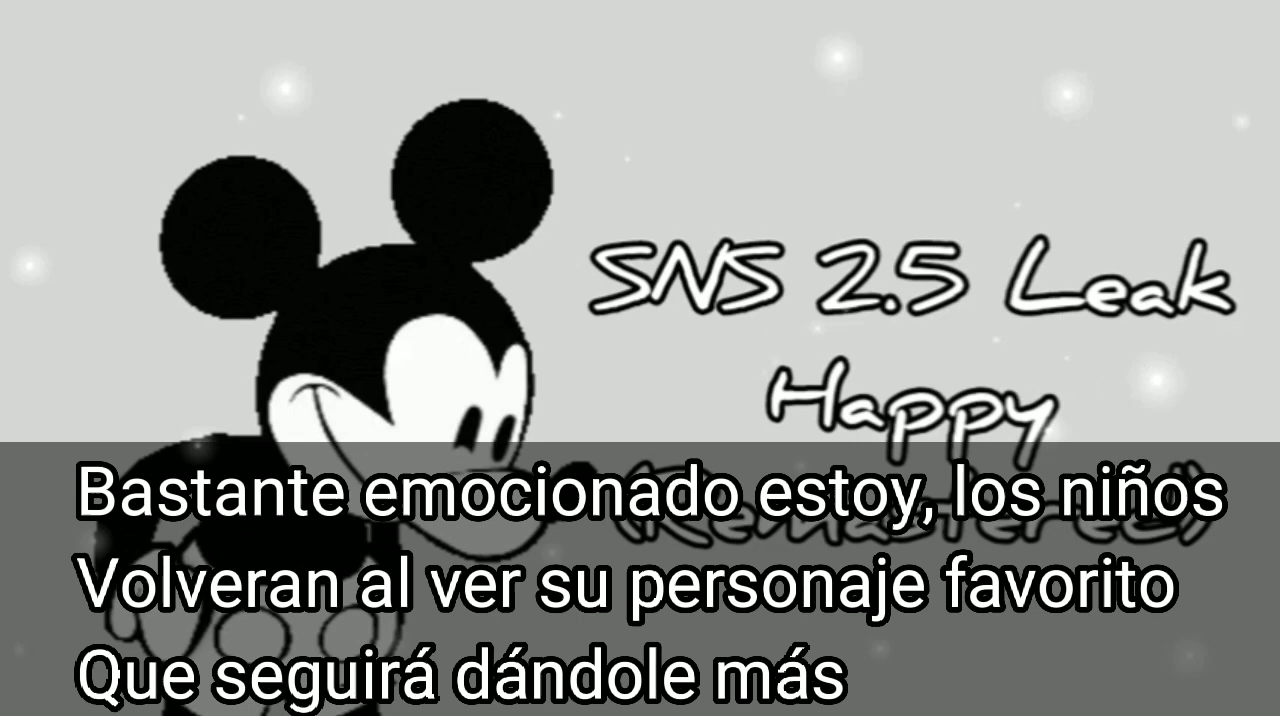 SNS 2.5 Leak
Happy
(Remastered)
Bastante emocionado estoy, los niños
Volveran al ver su personaje favorito
Que seguirá dándole más